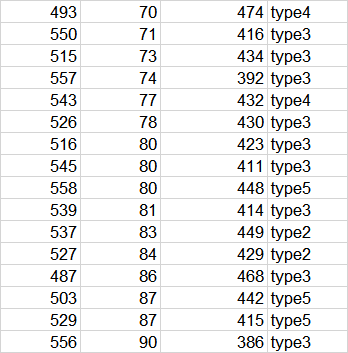 493 70 474 type4
550 71 416 type3
515 73 434 type3
557 74 392 type3
543 77 432 type4
526 78 430 type3
516 80 423 type3
545 80 411 type3
558 80 448 type5
539 81 414 type3
537 83 449 type2
527 84 429 type2
487 86 468 type3
503 87 442 type5
529 87 415 type5
556 90 386 type3